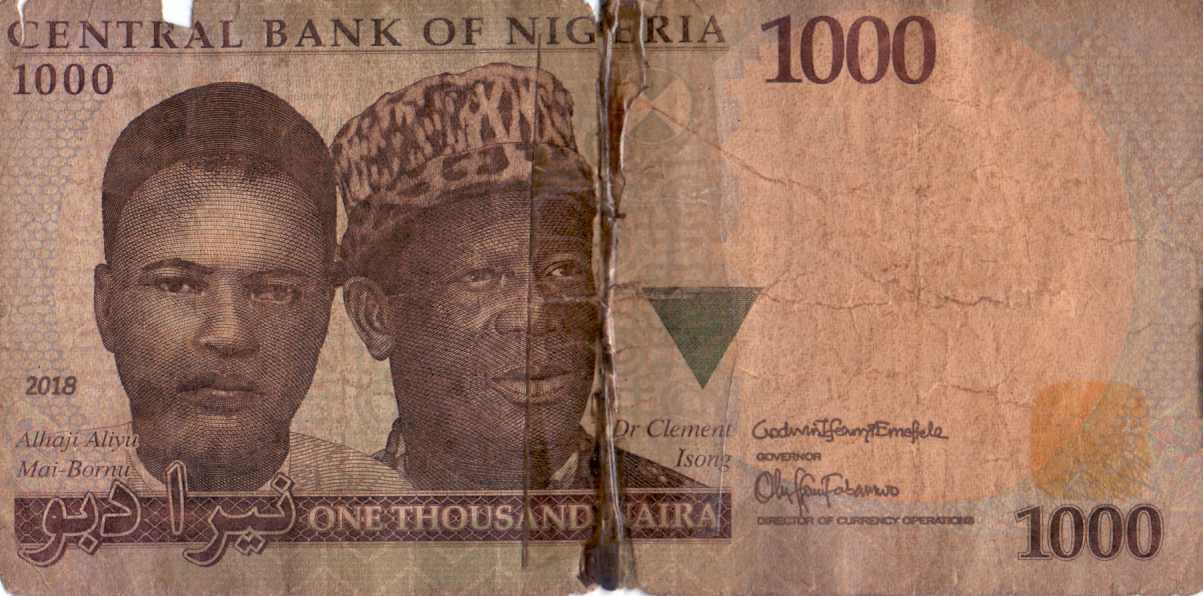 CENTRAL BANK OF NIGERIA
1000
1000
2018
Alhaji Aliyu
Mai-Bornu
Dr Clement
Isong
GodwinIfeanyiEmefiele
GOVERNOR
DIRECTOR OF CURRENCY OPERATIONS
نيرا دبو
ONE THOUSAND NAIRA
1000